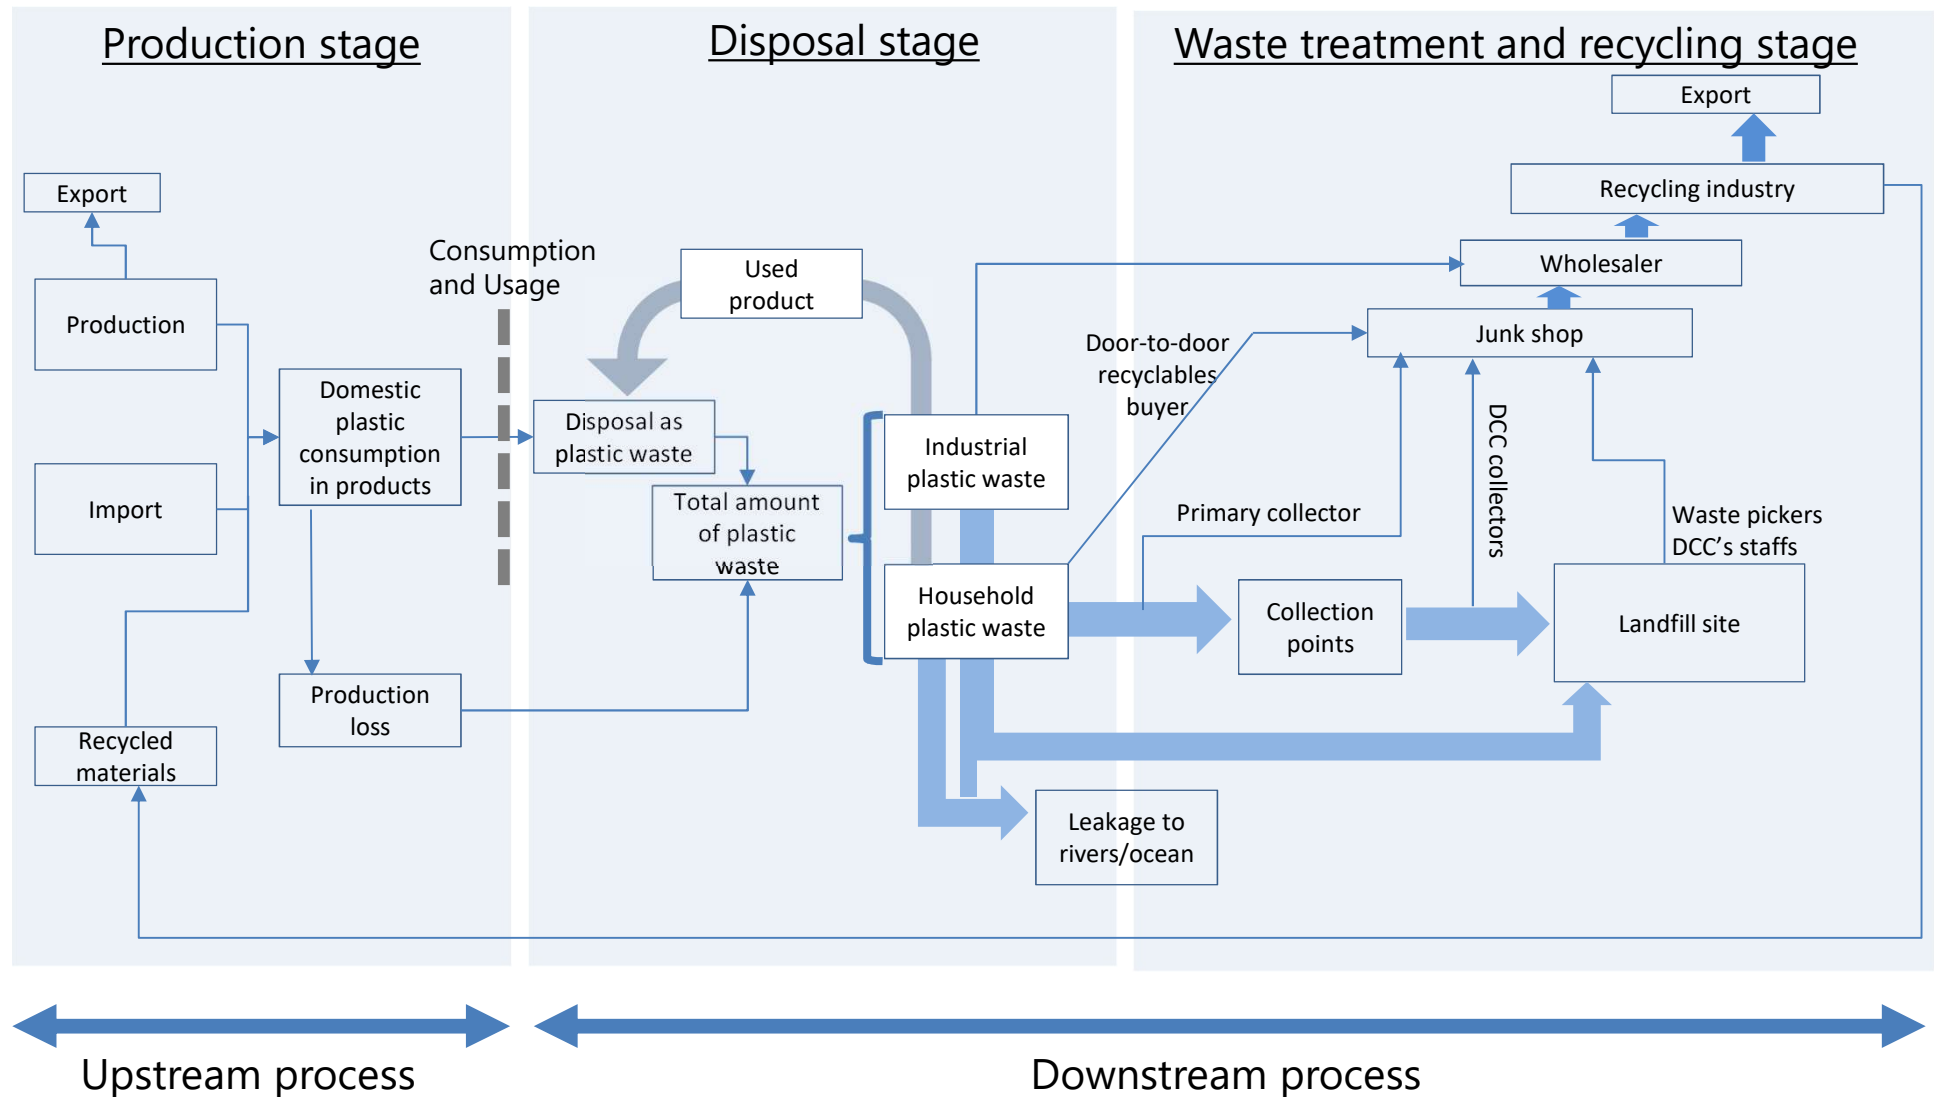 Production stage
Disposal stage
Waste treatment and recycling stage
Export
Production
Import
Recycled
materials
Domestic
plastic
consumption
in products
Production
loss
Consumption
and Usage
Used
product
Disposal as
plastic waste
Total amount
of plastic
waste
Industrial
plastic waste
Household
plastic waste
Leakage to
rivers/ocean
Export
Recycling industry
Wholesaler
Junk shop
Door-to-door
recyclables
buyer
Primary collector
DCC collectors
Waste pickers
DCC's staffs
Collection
points
Landfill site
Upstream process
Downstream process